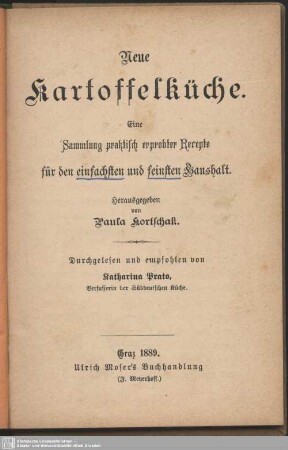 Neue
Kartoffelküche.
Eine
Sammlung praktisch erprobter Recepte
für den einfachsten und feinsten Haushalt.
Herausgegeben
von
Paula Kortschak.
Durchgelesen und empfohlen von
Katharina Prato,
Verfasserin der Süddeutschen Küche.
Graz 1889.
Ulrich Moser's Buchhandlung
(J. Meyerhoff.)